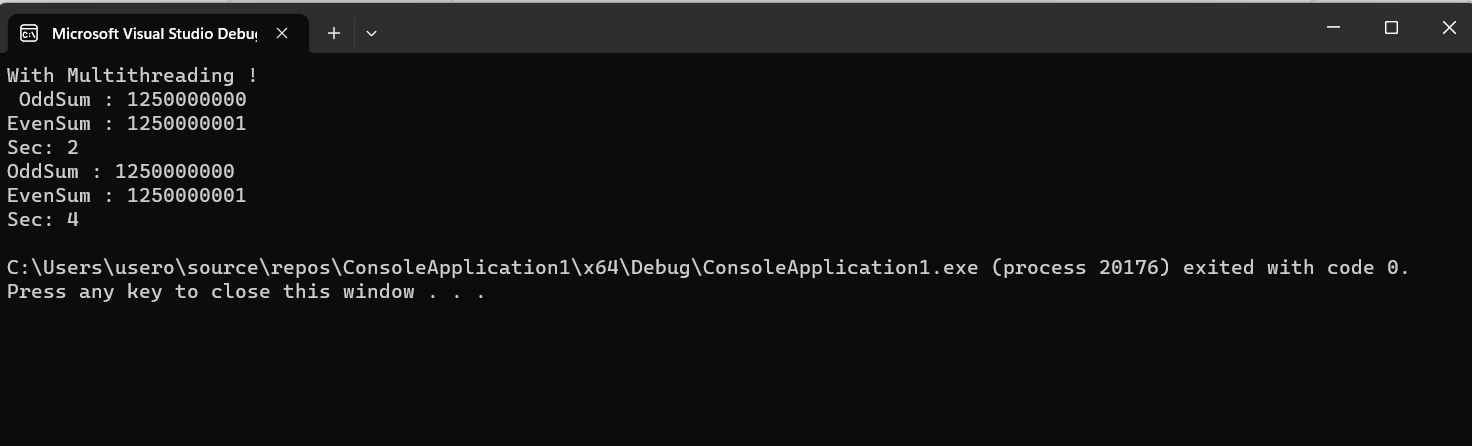 Microsoft Visual Studio Debug
With Multithreading !
 OddSum : 1250000000
EvenSum : 1250000001
Sec: 2
OddSum : 1250000000
EvenSum : 1250000001
Sec: 4
C:\Users\usero\source\repos\ConsoleApplication1\x64\Debug\ConsoleApplication1.exe (process 20176) exited with code 0.
Press any key to close this window . . .